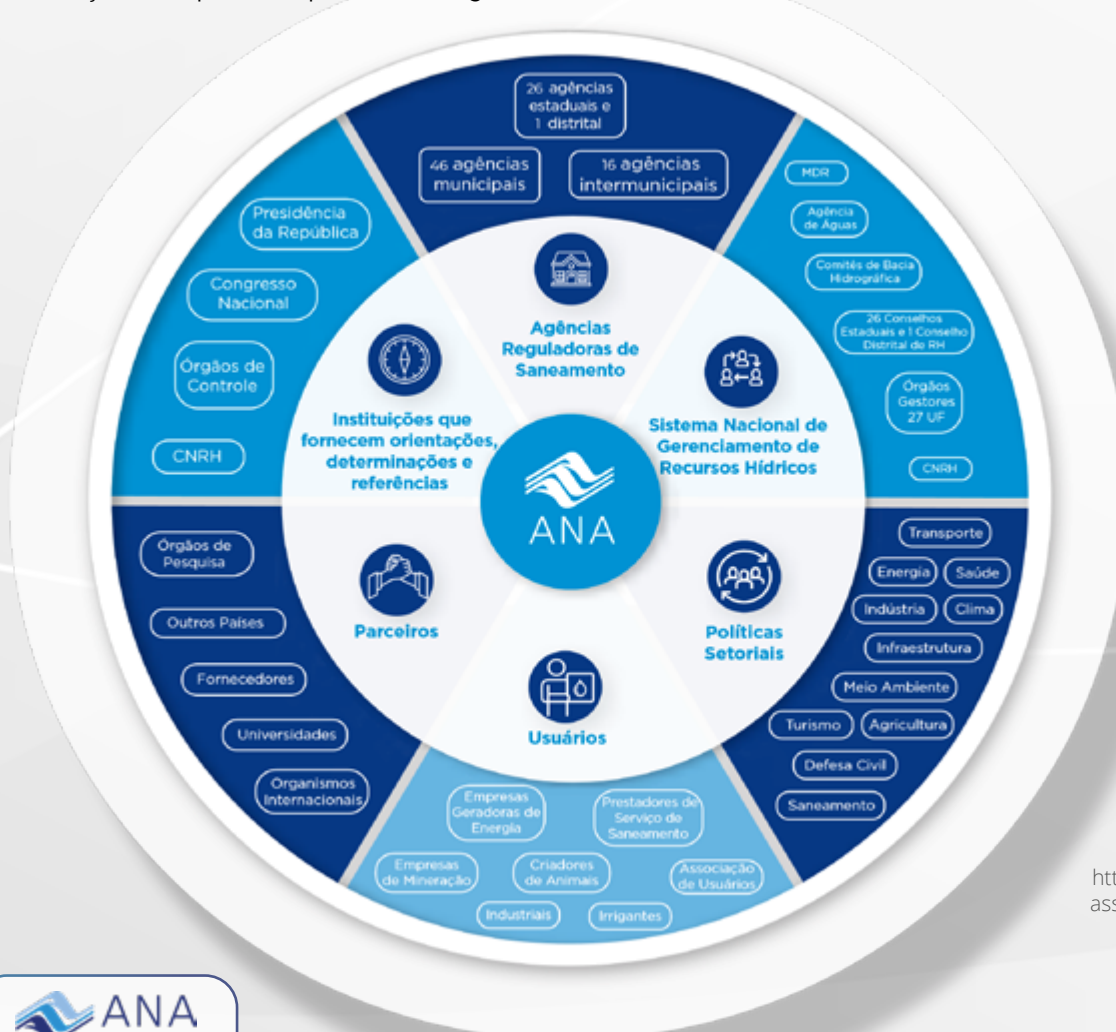 26 agências
estaduais e
1 distrital
46 agências
municipais
16 agências
intermunicipais
Agências
Reguladoras de
Saneamento
MDR
Agência
de Águas
Comitês de Bacia
Hidrográfica
26 Conselhos
Estaduais e 1 Conselho
Distrital de RH
Órgãos
Gestores
27 UF
CNRH
Sistema Nacional de
Gerenciamento de
Recursos Hídricos
Transporte
Energia
Saúde
Indústria
Clima
Infraestrutura
Meio Ambiente
Turismo
Agricultura
Defesa Civil
Saneamento
Políticas
Setoriais
Usuários
Empresas
Geradoras de
Energia
Prestadores de
Serviço de
Saneamento
Empresas
de Mineração
Criadores
de Animais
Associação
de Usuários
Industriais
Irrigantes
Parceiros
Órgãos de
Pesquisa
Outros Países
Fornecedores
Universidades
Organismos
Internacionais
Instituições que
fornecem orientações,
determinações e
referências
Presidência
da República
Congresso
Nacional
Órgãos de
Controle
CNRH
ANA
htt
ass
ANA